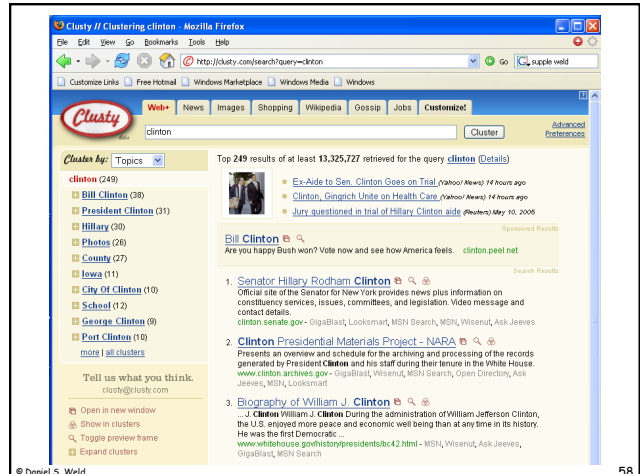 Clusty // Clustering clinton - Mozilla Firefox
File Edit View Go Bookmarks Tools Help
http://clusty.com/search?query=clinton Go supple weld
Customize Links Free Hotmail Windows Marketplace Windows Media Windows
Clusty beta
Web+ News Images Shopping Wikipedia Gossip Jobs Customize!
clinton Cluster Advanced Preferences
Cluster by: Topics
clinton (249)
Bill Clinton (38)
President Clinton (31)
Hillary (30)
Photos (26)
County (27)
Iowa (11)
City Of Clinton (10)
School (12)
George Clinton (9)
Port Clinton (10)
more | all clusters
Tell us what you think.
clusty@clusty.com
Open in new window
Show in clusters
Toggle preview frame
Expand clusters
Top 249 results of at least 13,325,727 retrieved for the query clinton (Details)
Ex-Aide to Sen. Clinton Goes on Trial (Yahoo! News) 14 hours ago
Clinton, Gingrich Unite on Health Care (Yahoo! News) 14 hours ago
Jury questioned in trial of Hillary Clinton aide (Reuters) May 10, 2005
Sponsored Results
Bill Clinton
Are you happy Bush won? Vote now and see how America feels. clinton.peel.net
Search Results
1. Senator Hillary Rodham Clinton
Official site of the Senator for New York provides news plus information on
constituency services, issues, committees, and legislation. Video message and
contact details.
clinton.senate.gov - GigaBlast, Looksmart, MSN Search, MSN, Wisenut, Ask Jeeves
2. Clinton Presidential Materials Project - NARA
Presents an overview and schedule for the archiving and processing of the records
generated by President Clinton and his staff during their tenure in the White House.
www.clinton.archives.gov - GigaBlast, Wisenut, MSN Search, Open Directory, Ask
Jeeves, MSN, Looksmart
3. Biography of William J. Clinton
... J. Clinton William J. Clinton During the administration of William Jefferson Clinton,
the U.S. enjoyed more peace and economic well being than at any time in its history.
He was the first Democratic ...
www.whitehouse.gov/history/presidents/bc42.html - MSN, Wisenut, Ask Jeeves,
GigaBlast, MSN Search
© Daniel S. Weld
58